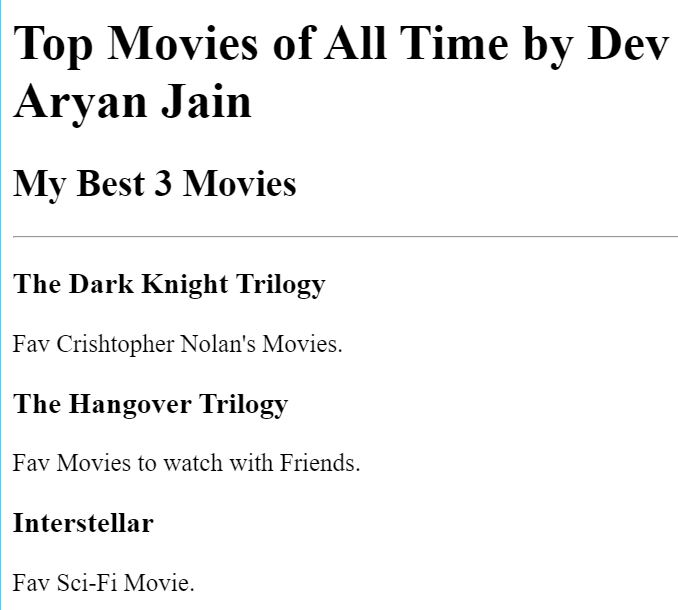 Top Movies of All Time by Dev
Aryan Jain
My Best 3 Movies
The Dark Knight Trilogy
Fav Crishtopher Nolan's Movies.
The Hangover Trilogy
Fav Movies to watch with Friends.
Interstellar
Fav Sci-Fi Movie.